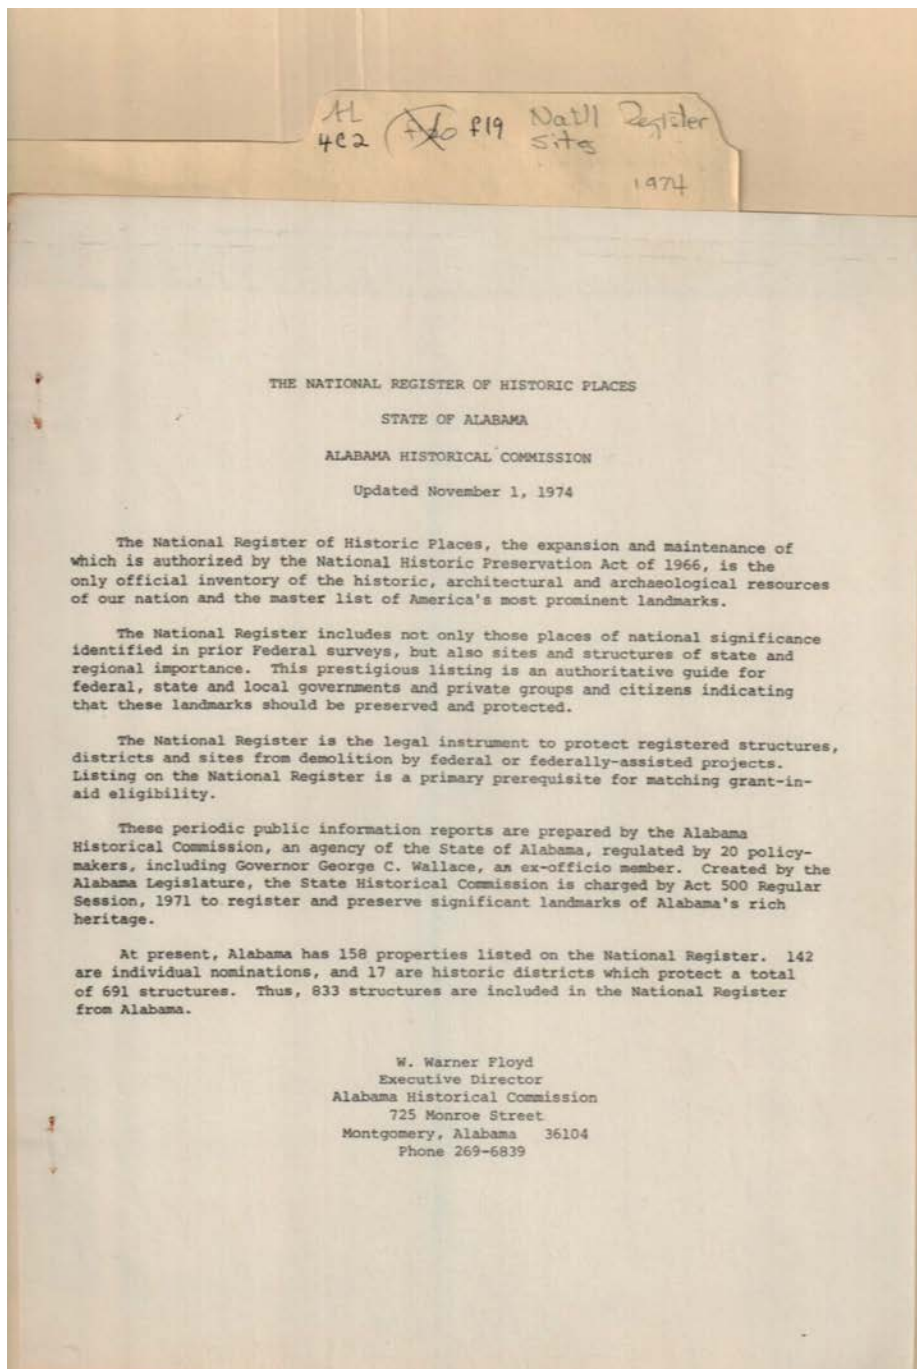 AL
4C2 f19 Nat'l Register
Sites
1974
THE NATIONAL REGISTER OF HISTORIC PLACES
STATE OF ALABAMA
ALABAMA HISTORICAL COMMISSION
Updated November 1, 1974
The National Register of Historic Places, the expansion and maintenance of
which is authorized by the National Historic Preservation Act of 1966, is the
only official inventory of the historic, architectural and archaeological resources
of our nation and the master list of America's most prominent landmarks.
The National Register includes not only those places of national significance
identified in prior Federal surveys, but also sites and structures of state and
regional importance. This prestigious listing is an authoritative guide for
federal, state and local governments and private groups and citizens indicating
that these landmarks should be preserved and protected.
The National Register is the legal instrument to protect registered structures,
districts and sites from demolition by federal or federally-assisted projects.
Listing on the National Register is a primary prerequisite for matching grant-in-
aid eligibility.
These periodic public information reports are prepared by the Alabama
Historical Commission, an agency of the State of Alabama, regulated by 20 policy-
makers, including Governor George C. Wallace, an ex-officio member. Created by the
Alabama Legislature, the State Historical Commission is charged by Act 500 Regular
Session, 1971 to register and preserve significant landmarks of Alabama's rich
heritage.
At present, Alabama has 158 properties listed on the National Register. 142
are individual nominations, and 17 are historic districts which protect a total
of 691 structures. Thus, 833 structures are included in the National Register
from Alabama.
W. Warner Floyd
Executive Director
Alabama Historical Commission
725 Monroe Street
Montgomery, Alabama 36104
Phone 269-6839